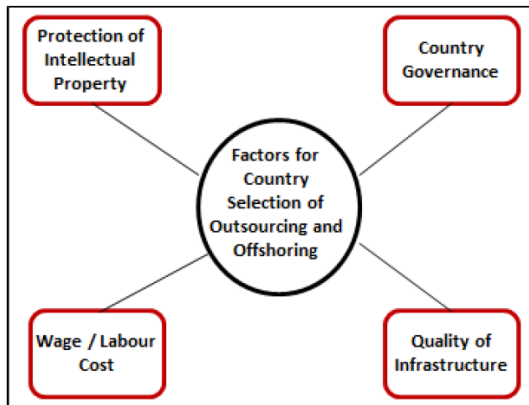 Protection of
Intellectual
Property
Country
Governance
Factors for
Country
Selection of
Outsourcing and
Offshoring
Wage / Labour
Cost
Quality of
Infrastructure